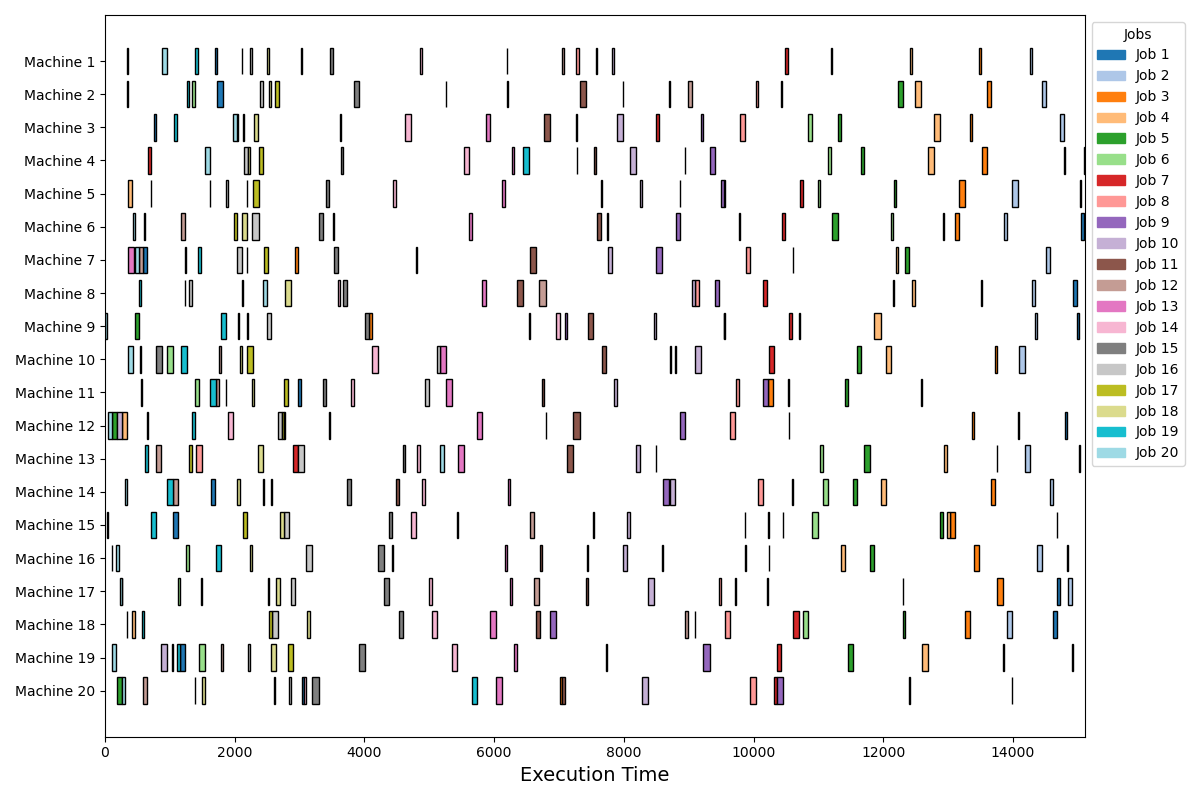 Machine 1
Machine 2
Machine 3
Machine 4
Machine 5
Machine 6
Machine 7
Machine 8
Machine 9
Machine 10
Machine 11
Machine 12
Machine 13
Machine 14
Machine 15
Machine 16
Machine 17
Machine 18
Machine 19
Machine 20
0 2000 4000 6000 8000 10000 12000 14000
Execution Time
Jobs
Job 1
Job 2
Job 3
Job 4
Job 5
Job 6
Job 7
Job 8
Job 9
Job 10
Job 11
Job 12
Job 13
Job 14
Job 15
Job 16
Job 17
Job 18
Job 19
Job 20